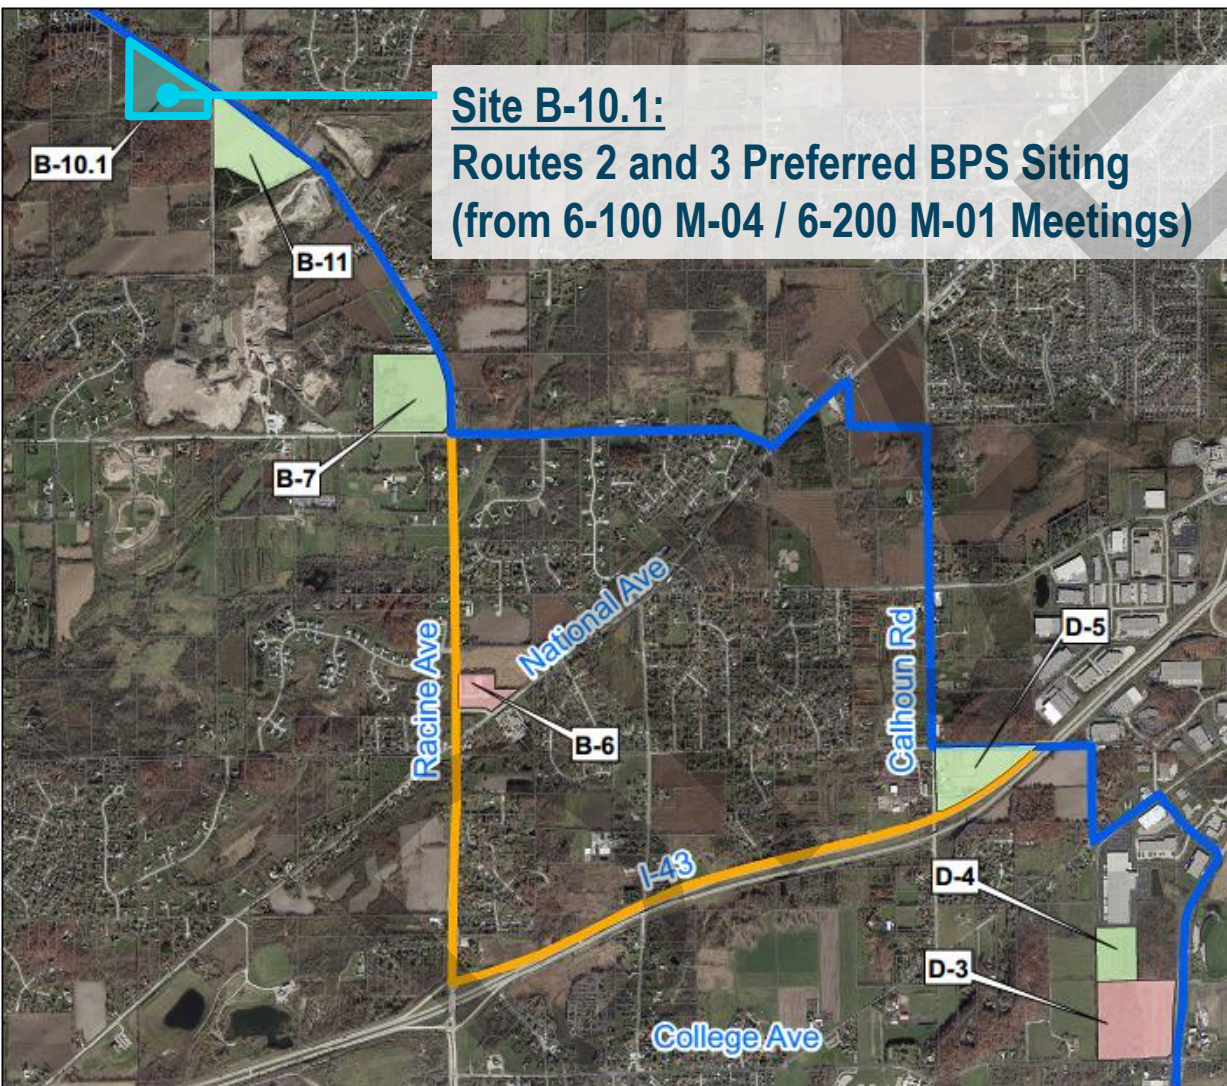 Site B-10.1:
Routes 2 and 3 Preferred BPS Siting
(from 6-100 M-04 / 6-200 M-01 Meetings)
B-10.1
B-11
B-7
National Ave
Racine Ave
Calhoun Rd
D-5
B-6
I-43
D-4
D-3
College Ave